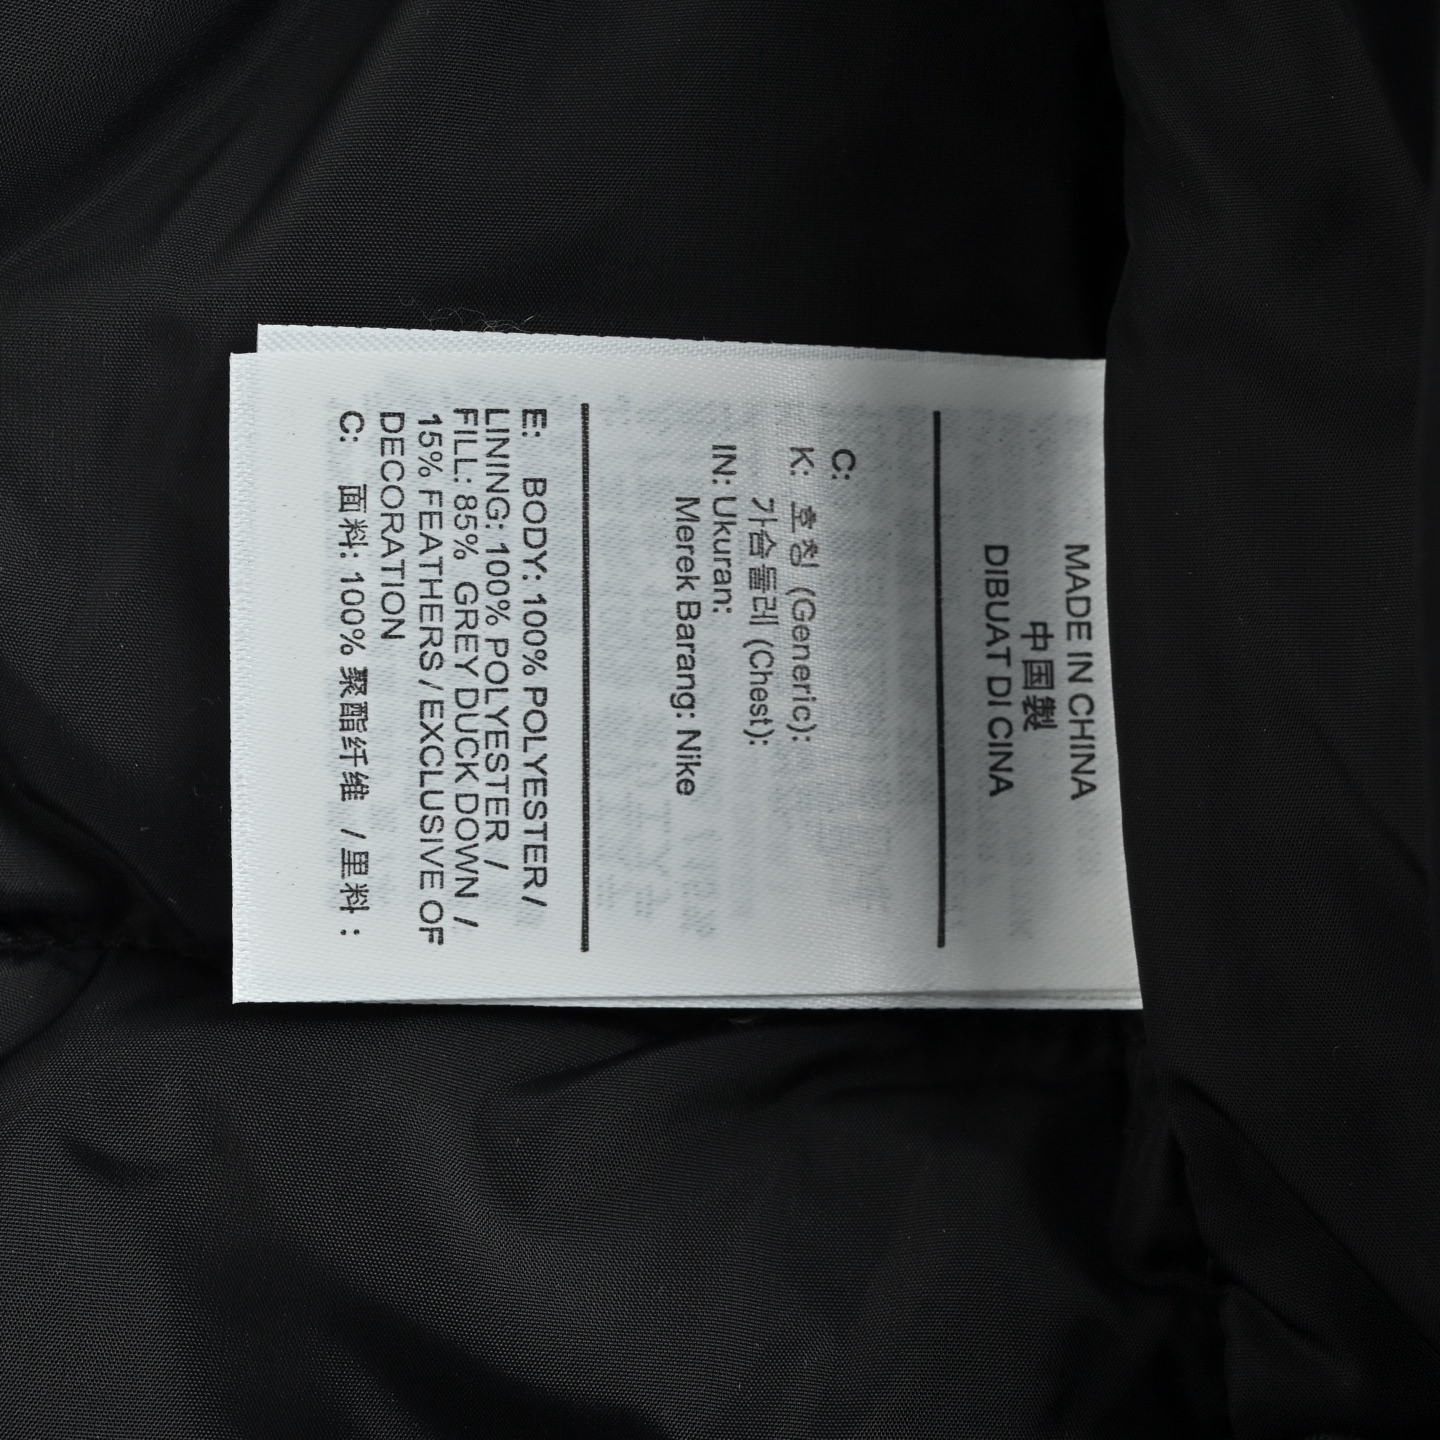 MADE IN CHINA
中国製
DIBUAT DI CINA
C:
K: 호칭 (Generic):
가슴둘레 (Chest):
IN: Ukuran:
Merek Barang: Nike
E: BODY: 100% POLYESTER /
LINING: 100% POLYESTER /
FILL: 85% GREY DUCK DOWN /
15% FEATHERS / EXCLUSIVE OF
DECORATION
C: 面料: 100% 聚酯纤维 / 里料: